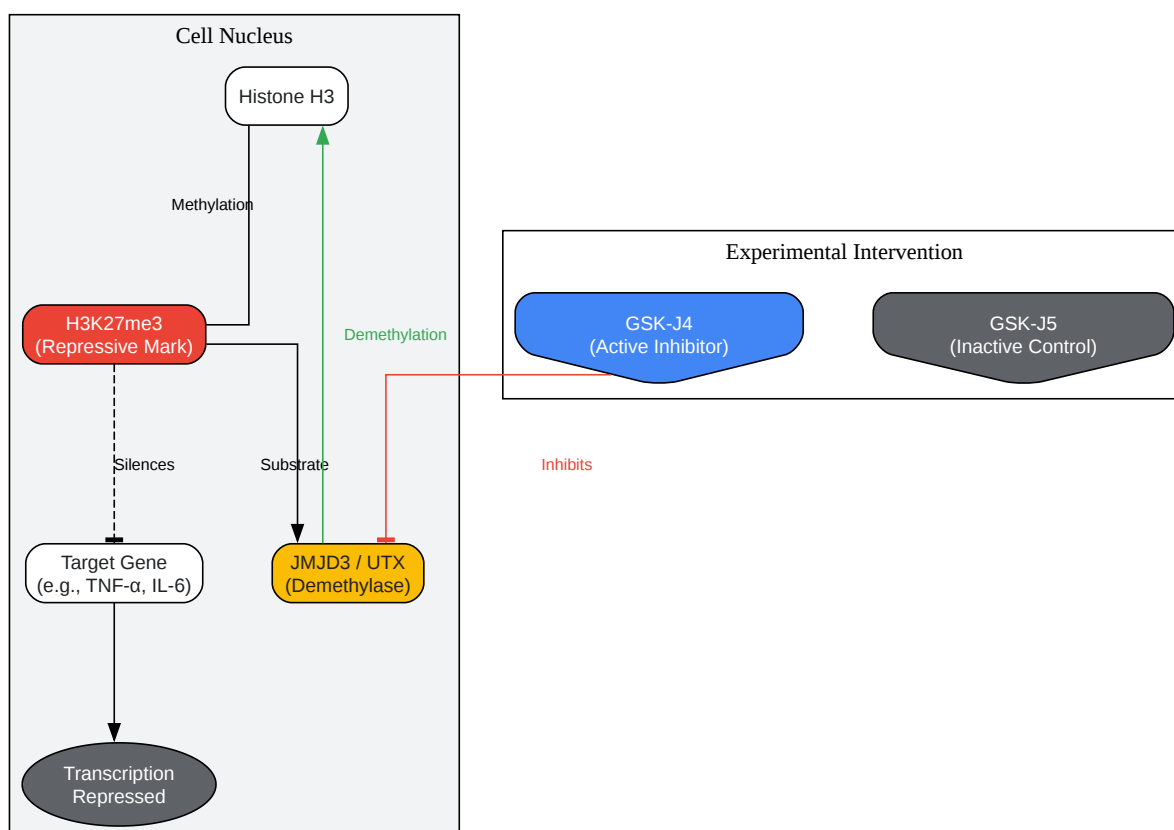 Cell Nucleus
Histone H3
Methylation
Experimental Intervention
H3K27me3
(Repressive Mark)
Demethylation
GSK-J4
(Active Inhibitor)
GSK-J5
(Inactive Control)
Silences
Substrate
Inhibits
Target Gene
(e.g., TNF-α, IL-6)
JMJD3 / UTX
(Demethylase)
Transcription
Repressed